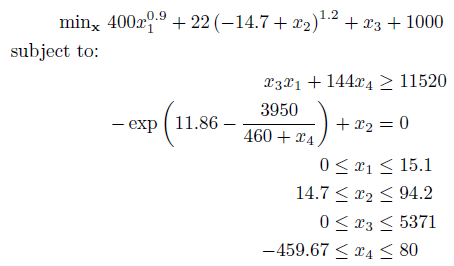 min_x 400x_1^{0.9} + 22 (−14.7 + x_2)^{1.2} + x_3 + 1000
subject to:
x_3x_1 + 144x_4 ≥ 11520
− exp (11.86 − \frac{3950}{460 + x_4}) + x_2 = 0
0 ≤ x_1 ≤ 15.1
14.7 ≤ x_2 ≤ 94.2
0 ≤ x_3 ≤ 5371
−459.67 ≤ x_4 ≤ 80